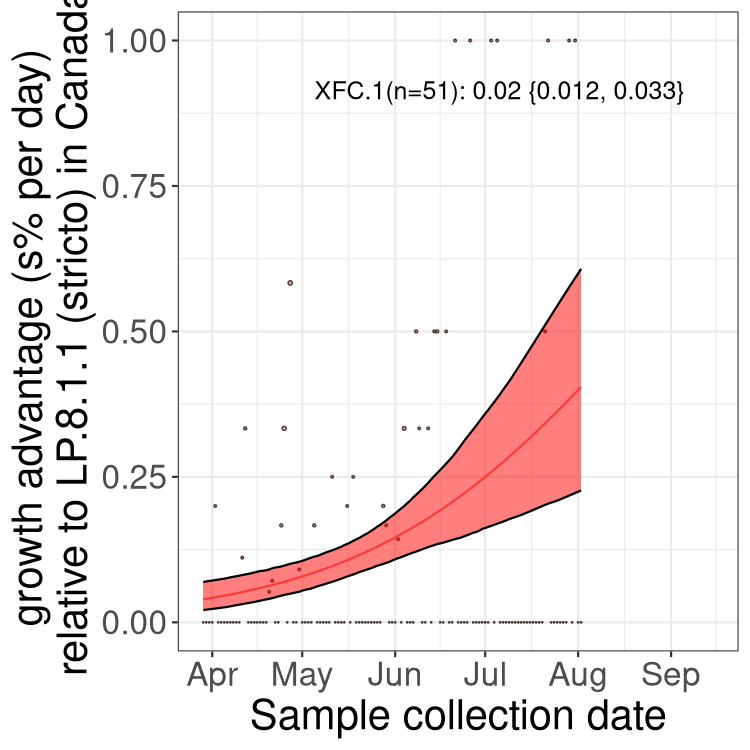 growth advantage (s% per day)
relative to LP.8.1.1 (stricto) in Canada
1.00
0.75
0.50
0.25
0.00
XFC.1(n=51): 0.02 {0.012, 0.033}
Apr May Jun Jul Aug Sep
Sample collection date